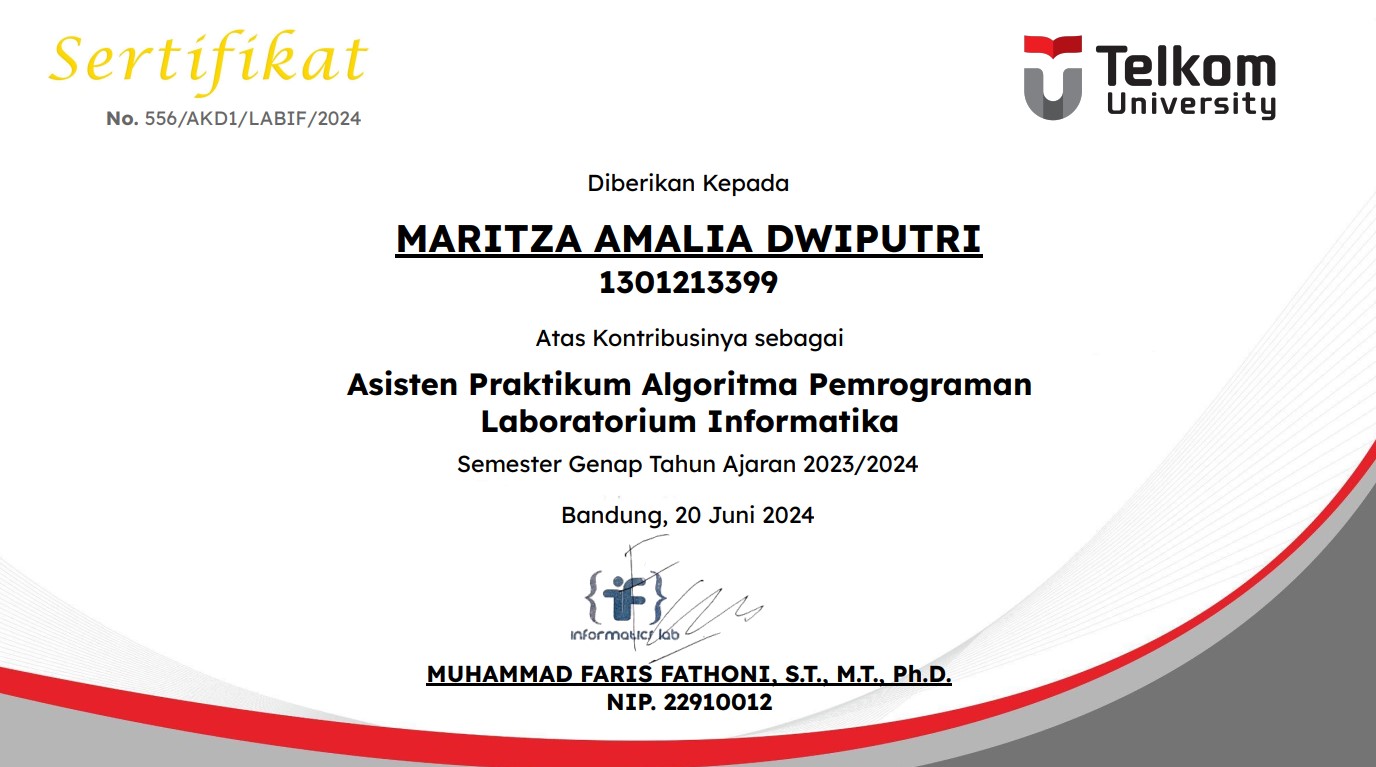 Sertifikat
No. 556/AKD1/LABIF/2024
Telkom
University
Diberikan Kepada
MARITZA AMALIA DWIPUTRI
1301213399
Atas Kontribusinya sebagai
Asisten Praktikum Algoritma Pemrograman
Laboratorium Informatika
Semester Genap Tahun Ajaran 2023/2024
Bandung, 20 Juni 2024
{if}
informatics lab
MUHAMMAD FARIS FATHONI, S.T., M.T., Ph.D.
NIP. 22910012